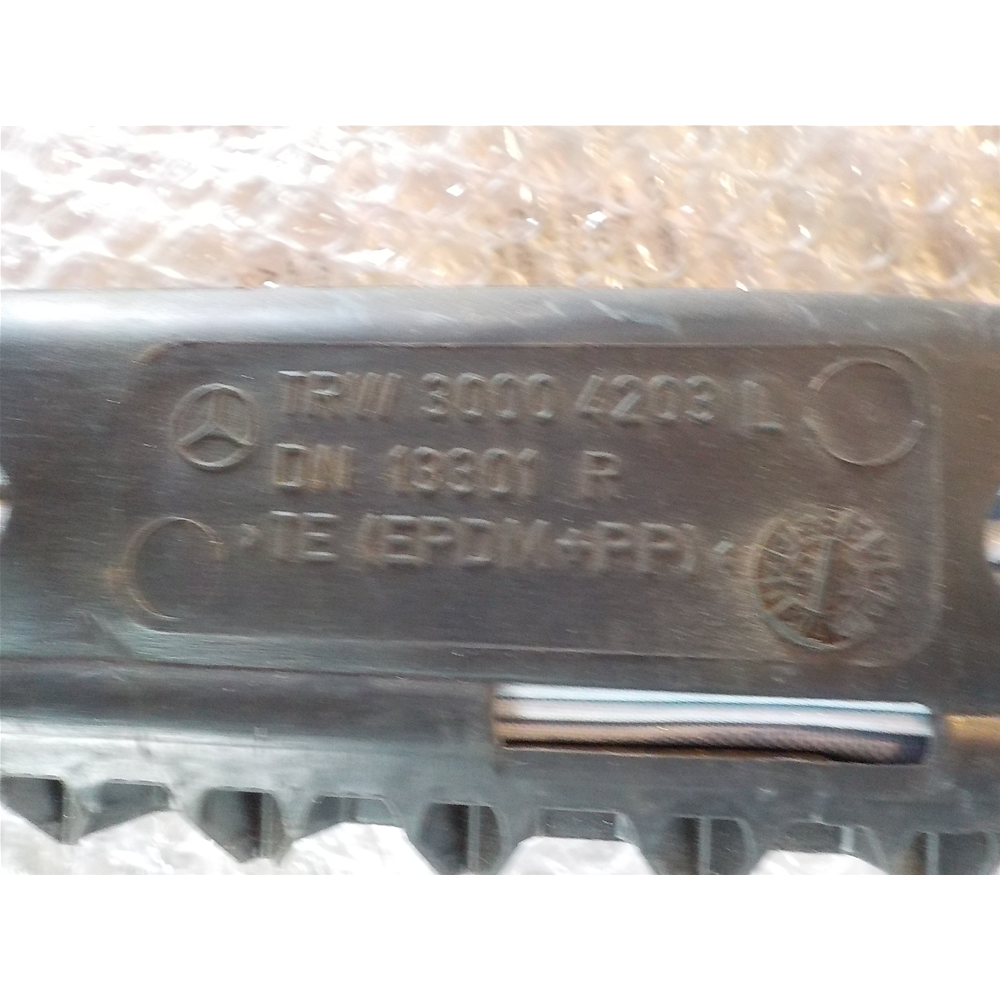 TRW 3000 4203 L
DN 13301 R
>TE (EPDM+PP)<